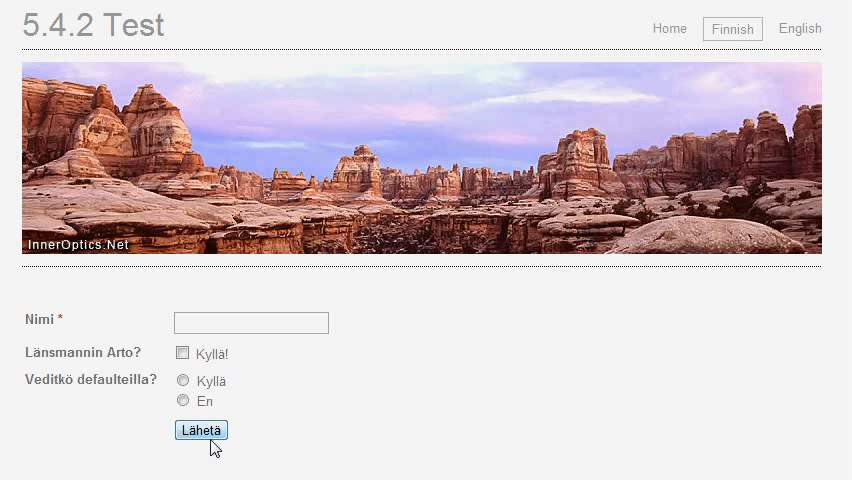 5.4.2 Test
Home Finnish English
InnerOptics.Net
Nimi *
Länsmannin Arto? Kyllä!
Veditkö defaulteilla? Kyllä
En
Lähetä